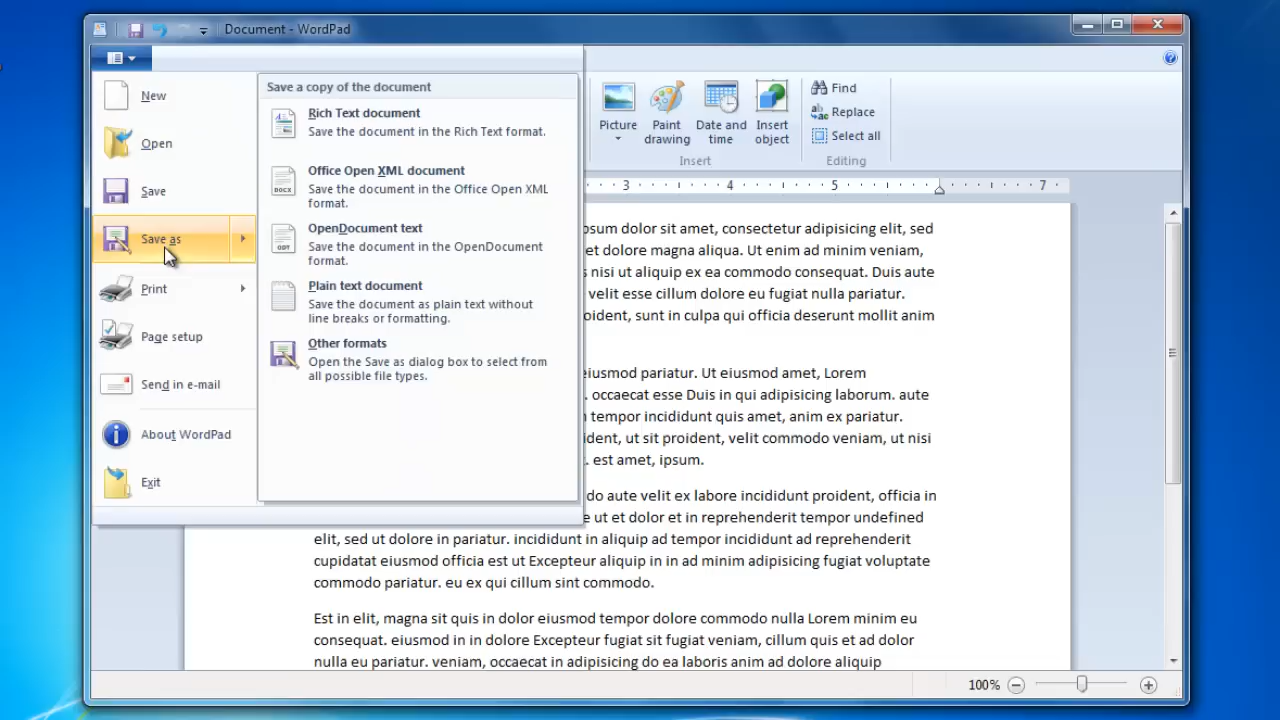 Document - WordPad
New
Open
Save
Save as
Print
Page setup
Send in e-mail
About WordPad
Exit
Save a copy of the document
Rich Text document
Save the document in the Rich Text format.
Office Open XML document
Save the document in the Office Open XML
format.
OpenDocument text
Save the document in the OpenDocument
format.
Plain text document
Save the document as plain text without
line breaks or formatting.
Other formats
Open the Save as dialog box to select from
all possible file types.
Picture
Paint
drawing
Date and
time
Insert
object
Insert
Find
Replace
Select all
Editing
3 4 5 7
psum dolor sit amet, consectetur adipisicing elit, sed
et dolore magna aliqua. Ut enim ad minim veniam,
nisi ut aliquip ex ea commodo consequat. Duis aute
velit esse cillum dolore eu fugiat nulla pariatur.
oident, sunt in culpa qui officia deserunt mollit anim
eiusmod pariatur. Ut eiusmod amet, Lorem
. occaecat esse Duis in qui adipisicing laborum. aute
tempor incididunt quis amet, anim ex pariatur.
ident, ut sit proident, velit commodo veniam, ut nisi
. est amet, ipsum.
do aute velit ex labore incididunt proident, officia in
e ut et dolor et in reprehenderit tempor undefined
elit, sed ut dolore in pariatur. incididunt in aliquip ad tempor incididunt ad reprehenderit
cupidatat eiusmod officia est ut Excepteur aliquip in in ad minim adipisicing fugiat voluptate
commodo pariatur. eu ex qui cillum sint commodo.
Est in elit, magna sit quis in dolor eiusmod tempor dolore commodo nulla Lorem minim eu
consequat. eiusmod in in dolore Excepteur fugiat sit fugiat veniam, cillum quis et ad dolor
nulla eu pariatur. veniam, occaecat in adipisicing do ea laboris anim ad dolore aliquip
100%